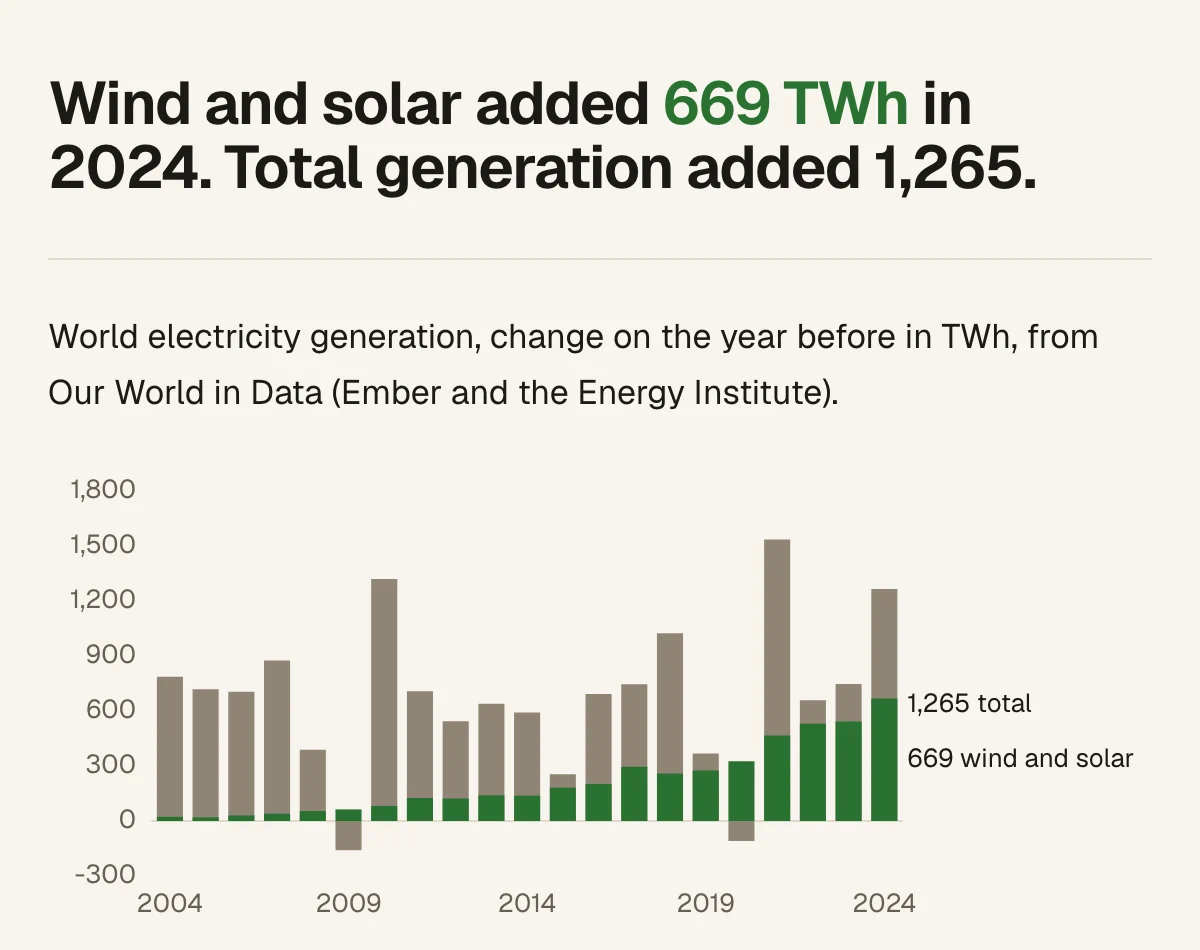 Wind and solar added 669 TWh in
2024. Total generation added 1,265.
World electricity generation, change on the year before in TWh, from
Our World in Data (Ember and the Energy Institute).
1,800
1,500
1,200
900
600
300
0
-300
1,265 total
669 wind and solar
2004 2009 2014 2019 2024